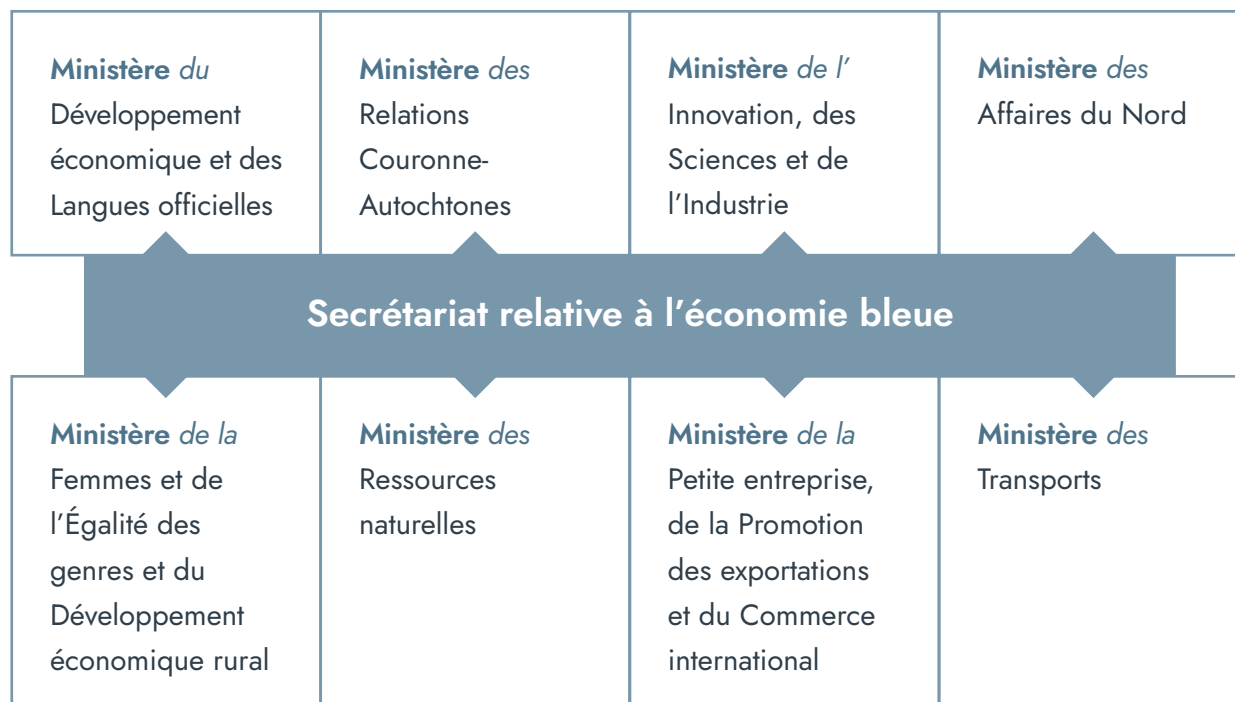 Ministère du
Développement
économique et des
Langues officielles
Ministère des
Relations
Couronne-
Autochtones
Ministère de l’
Innovation, des
Sciences et de
l’Industrie
Ministère des
Affaires du Nord
Secrétariat relative à l’économie bleue
Ministère de la
Femmes et de
l’Égalité des
genres et du
Développement
économique rural
Ministère des
Ressources
naturelles
Ministère de la
Petite entreprise,
de la Promotion
des exportations
et du Commerce
international
Ministère des
Transports